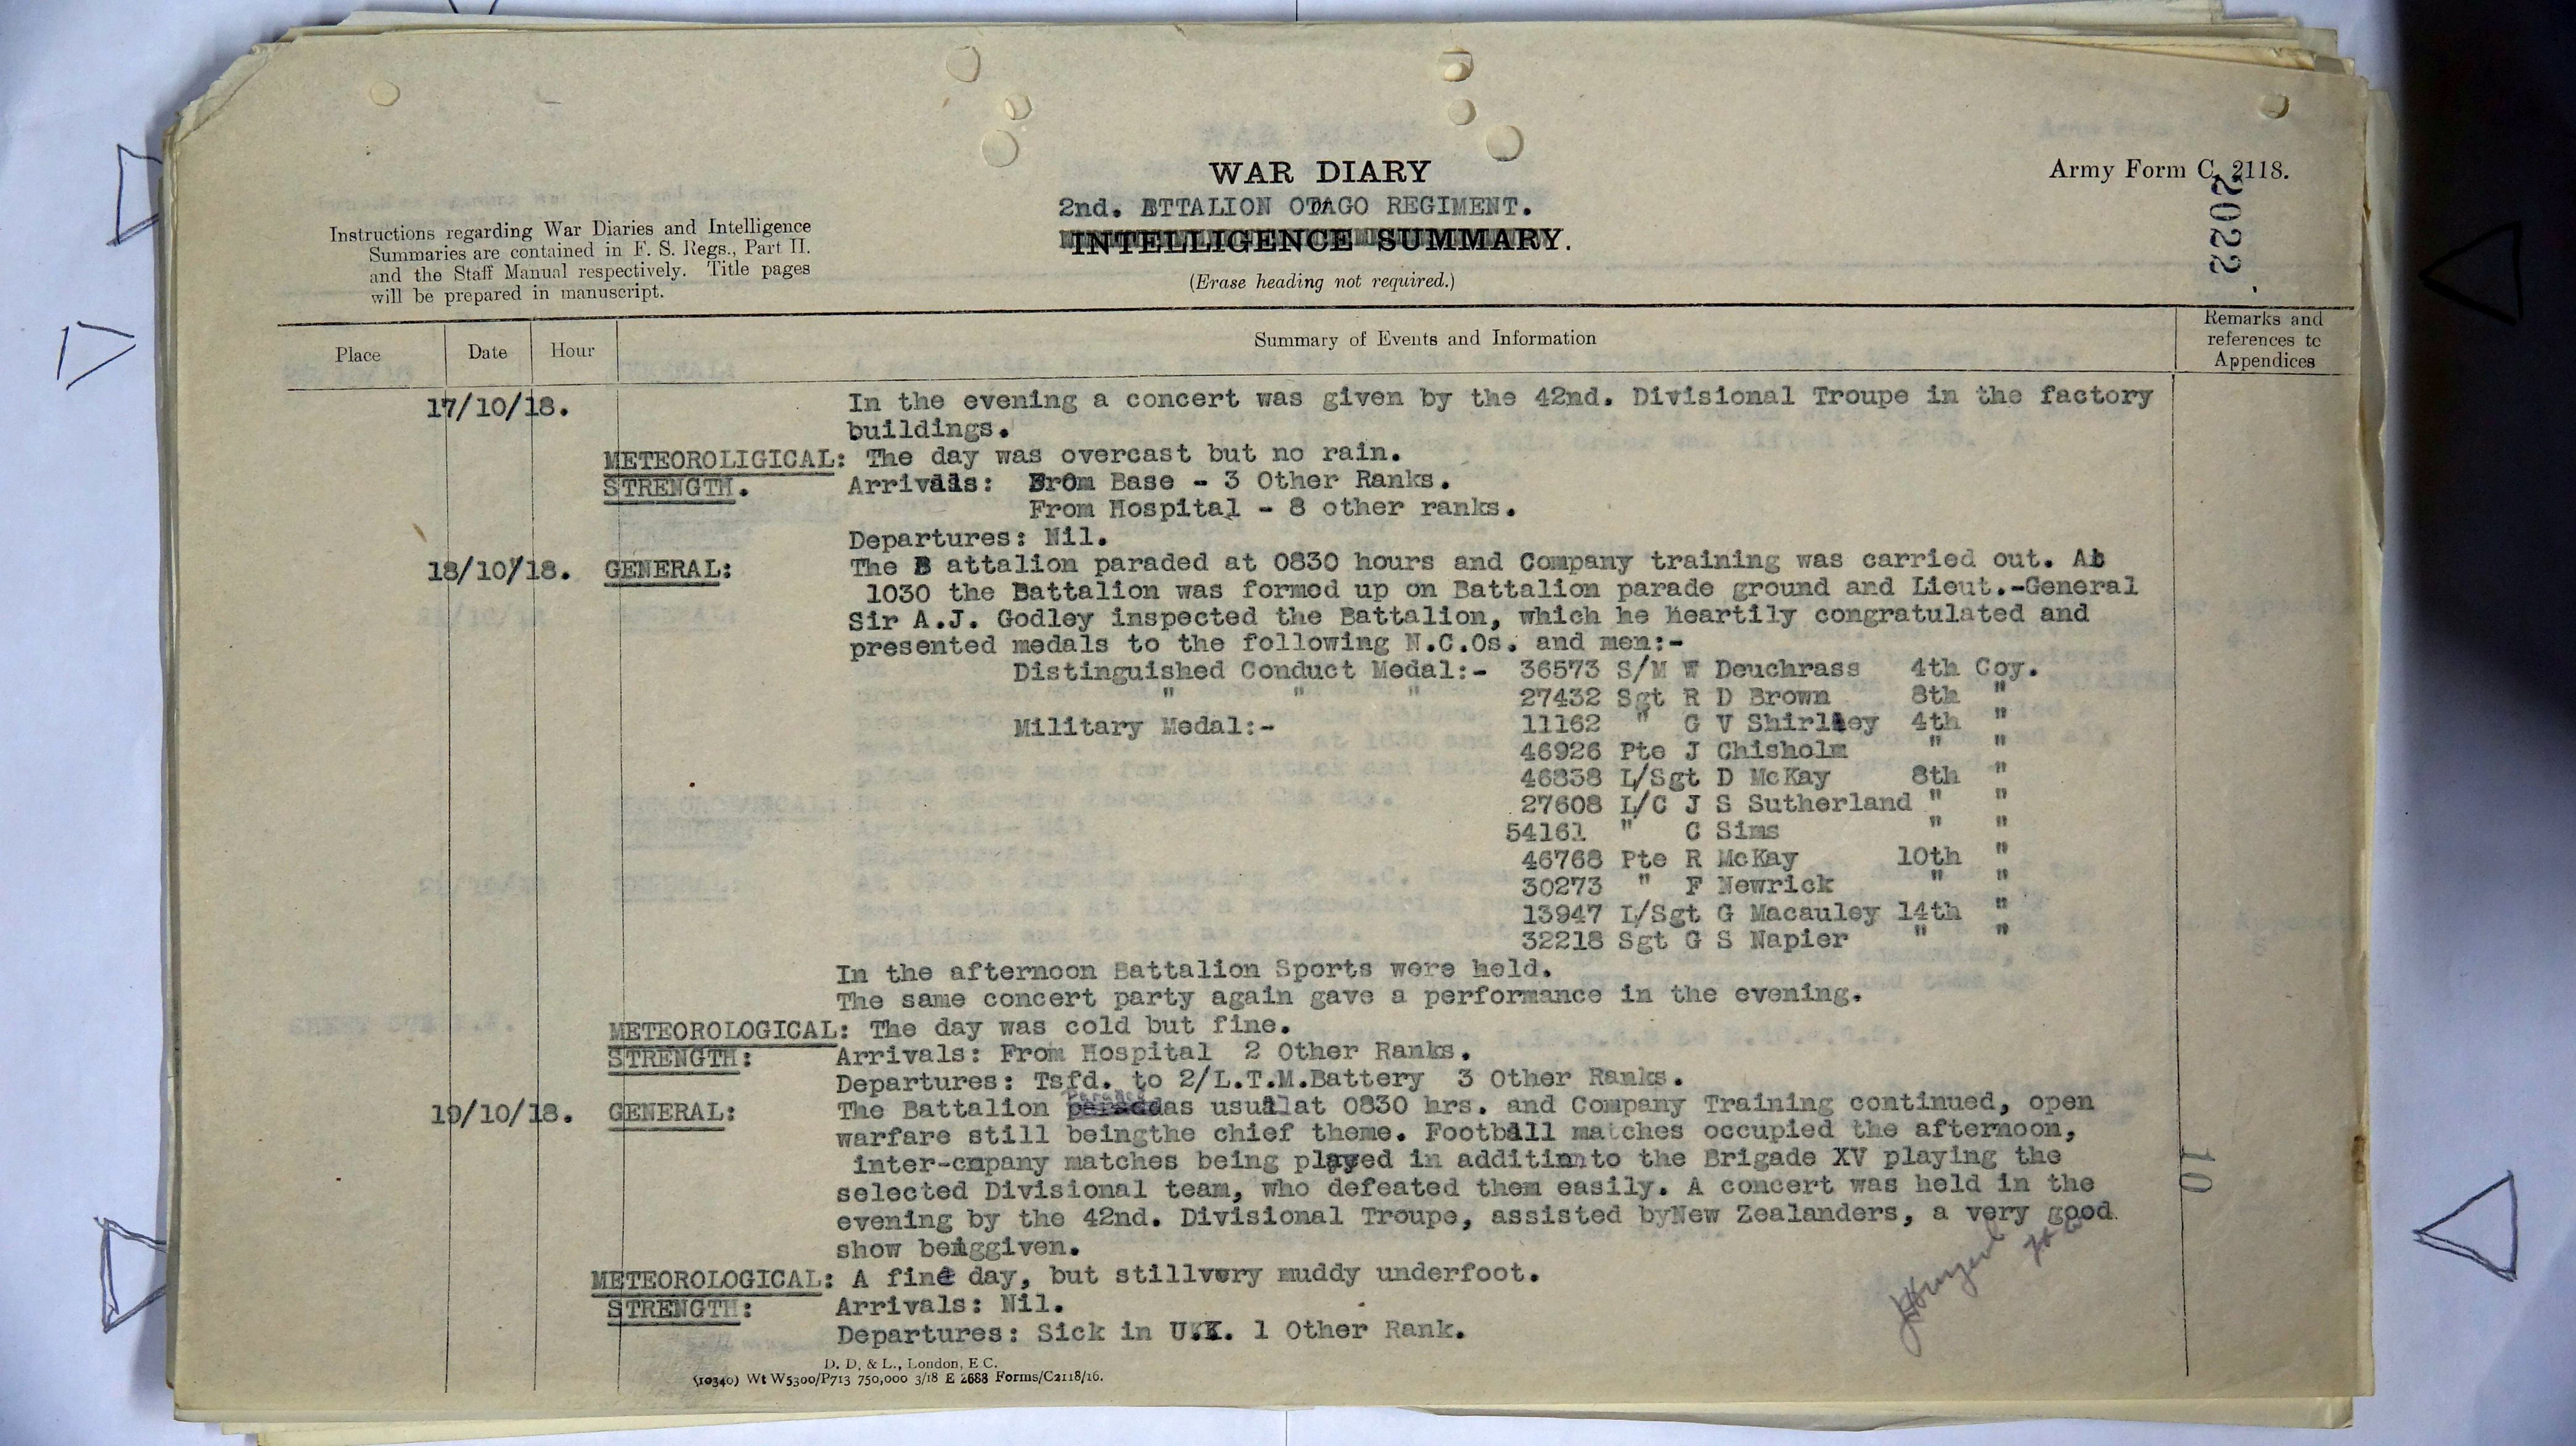 WAR DIARY
Army Form C. 2118.
2nd. BTTALION OTAGO REGIMENT.
INTELLIGENCE SUMMARY.
(Erase heading not required.)
2022.
Instructions regarding War Diaries and Intelligence
Summaries are contained in F. S. Regs., Part II.
and the Staff Manual respectively. Title pages
will be prepared in manuscript.
Place Date Hour Summary of Events and Information Remarks and references to Appendices
17/10/18. In the evening a concert was given by the 42nd. Divisional Troupe in the factory
buildings.
METEOROLIGICAL: The day was overcast but no rain.
STRENGTH. Arrivals: From Base - 3 Other Ranks.
From Hospital - 8 other ranks.
Departures: Nil.
18/10/18. GENERAL: The B attalion paraded at 0830 hours and Company training was carried out. At
1030 the Battalion was formed up on Battalion parade ground and Lieut.-General
Sir A.J. Godley inspected the Battalion, which he heartily congratulated and
presented medals to the following N.C.Os. and men:-
Distinguished Conduct Medal:- 36573 S/M W Deuchrass 4th Coy.
" " " 27432 Sgt R D Brown 8th "
Military Medal:- 11162 " G V Shirley 4th "
46926 Pte J Chisholm " "
46838 L/Sgt D McKay 8th "
27608 L/C J S Sutherland " "
54161 " C Sims " "
46768 Pte R McKay 10th "
30273 " F Newrick " "
13947 L/Sgt G Macauley 14th "
32218 Sgt G S Napier " "
In the afternoon Battalion Sports were held.
The same concert party again gave a performance in the evening.
METEOROLOGICAL: The day was cold but fine.
STRENGTH: Arrivals: From Hospital 2 Other Ranks.
Departures: Tsfd. to 2/L.T.M.Battery 3 Other Ranks.
19/10/18. GENERAL: The Battalion paraded as usual at 0830 hrs. and Company Training continued, open
warfare still beingthe chief theme. Football matches occupied the afternoon,
inter-cmpany matches being played in additionto the Brigade XV playing the
selected Divisional team, who defeated them easily. A concert was held in the
evening by the 42nd. Divisional Troupe, assisted byNew Zealanders, a very good
show beiggiven.
METEOROLOGICAL: A fine day, but stillvery muddy underfoot.
STRENGTH: Arrivals: Nil.
Departures: Sick in U.K. 1 Other Rank.
10
D. D. & L., London, E.C.
(10340) Wt W5300/P713 750,000 3/18 E 2688 Forms/C2118/16.